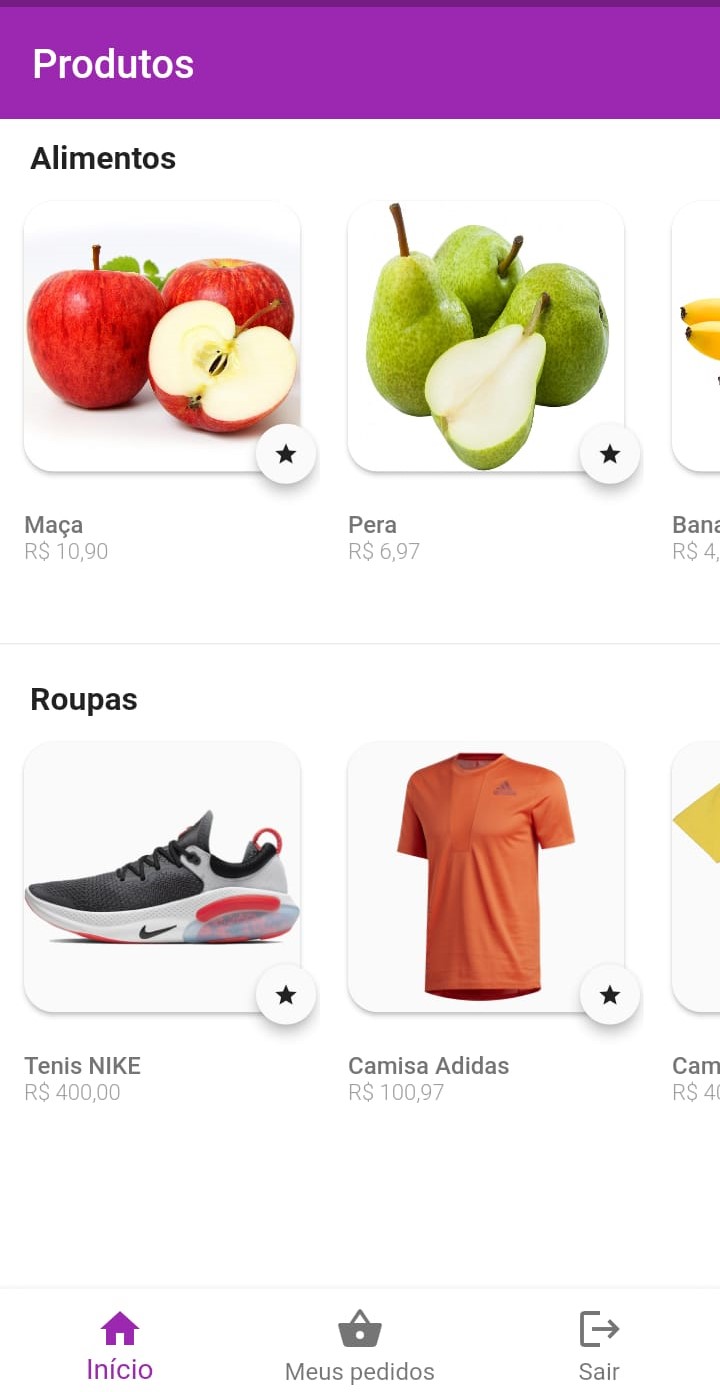 Produtos
Alimentos
Maça
R$ 10,90
Pera
R$ 6,97
Bana
R$ 4,
Roupas
Tenis NIKE
R$ 400,00
Camisa Adidas
R$ 100,97
Cam
R$ 40
Início
Meus pedidos
Sair